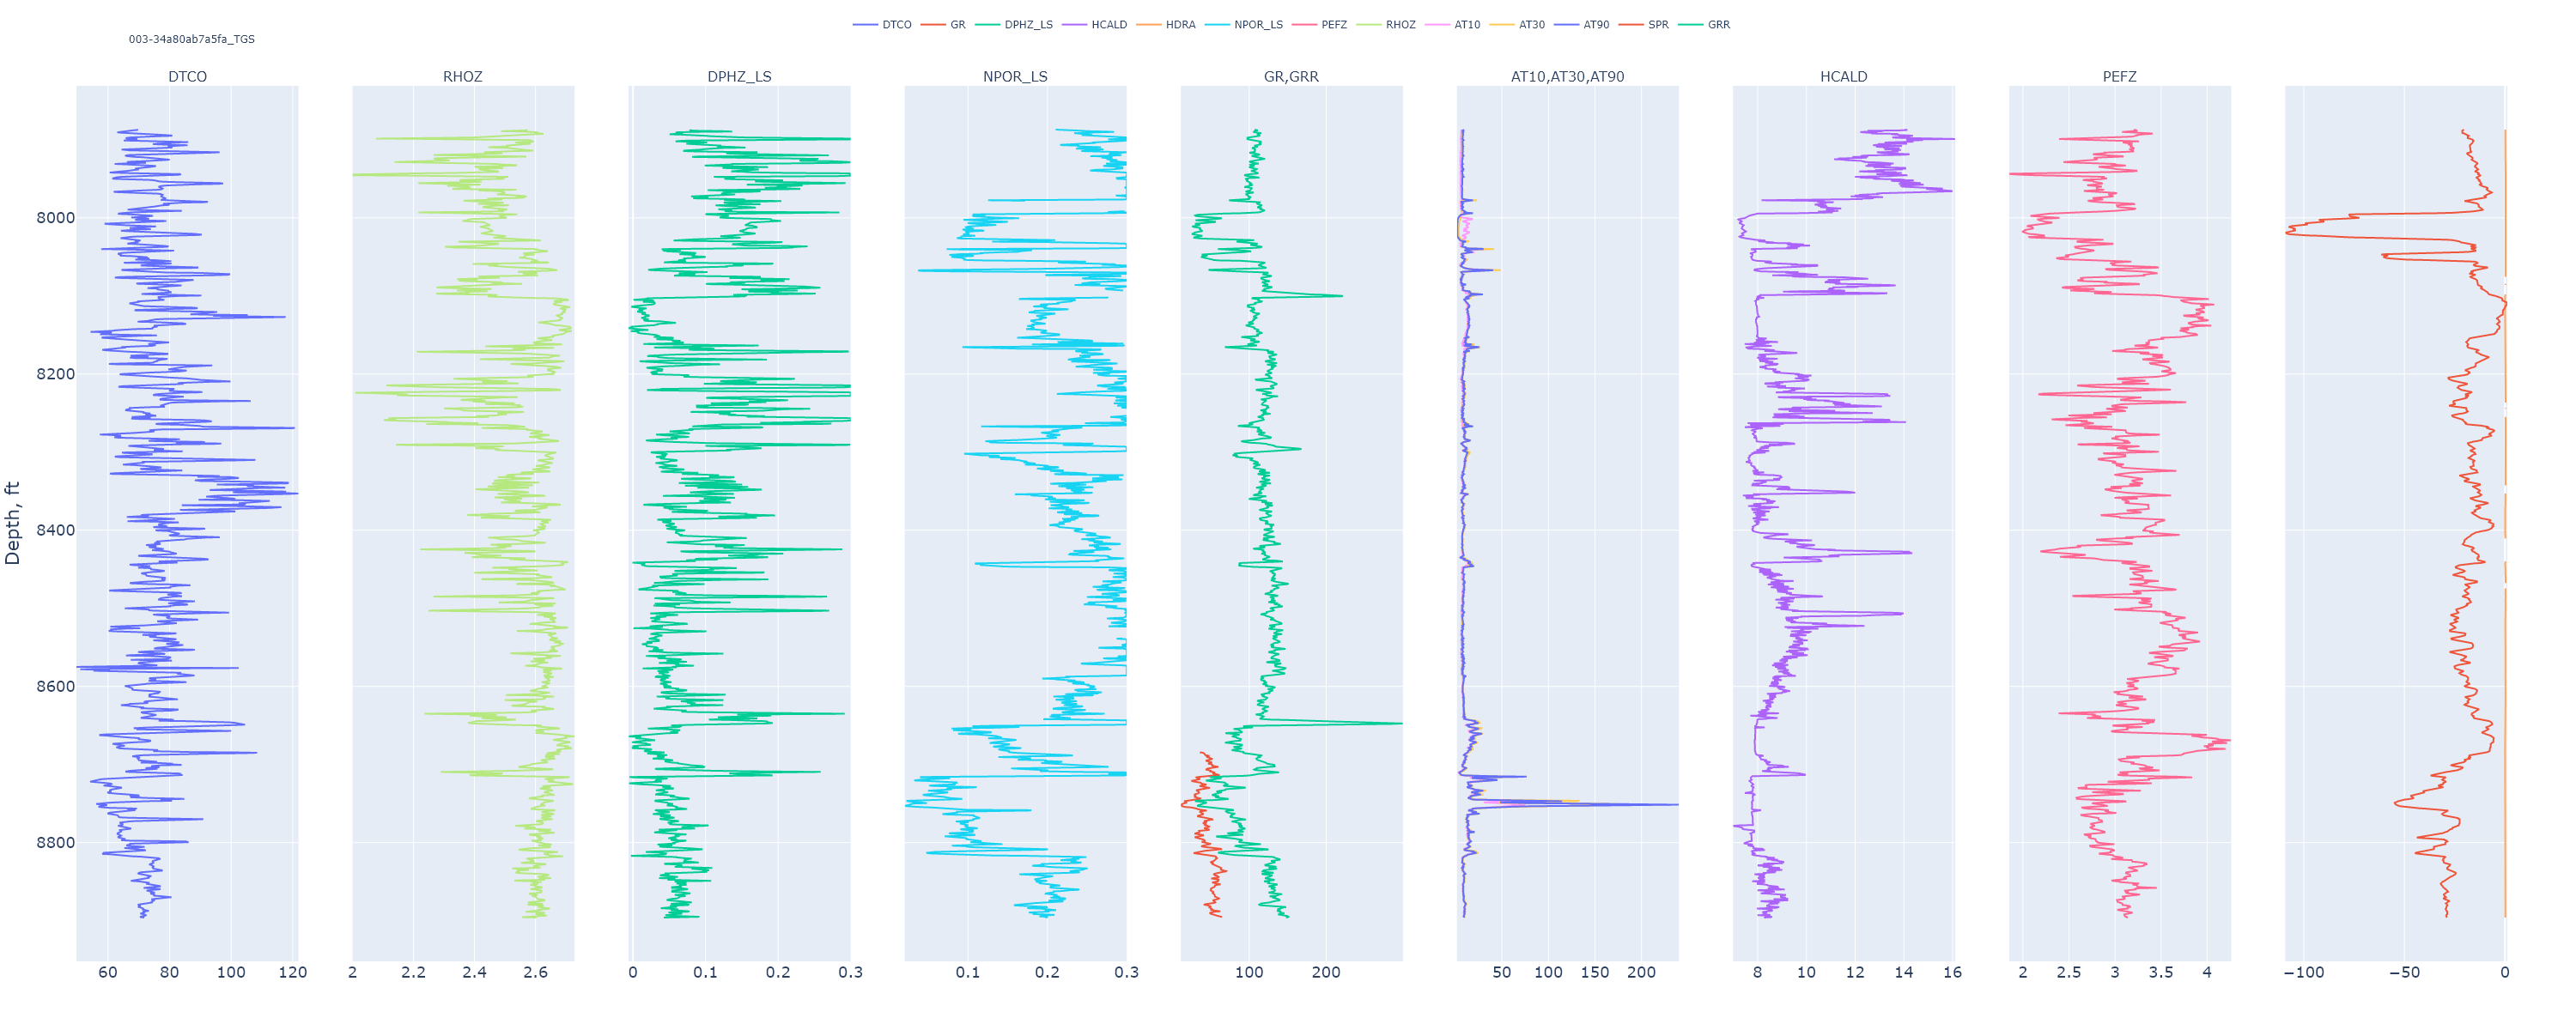 DTCO GR DPHZ_LS HCALD HDRA NPOR_LS PEFZ RHOZ AT10 AT30 AT90 SPR GRR
003-34a80ab7a5fa_TGS
DTCO RHOZ DPHZ_LS NPOR_LS GR,GRR AT10,AT30,AT90 HCALD PEFZ
8000
8200
8400
Depth, ft
8600
8800
60 80 100 120 2 2.2 2.4 2.6 0 0.1 0.2 0.3 0.1 0.2 0.3 100 200 50 100 150 200 8 10 12 14 16 2 2.5 3 3.5 4 −100 −50 0